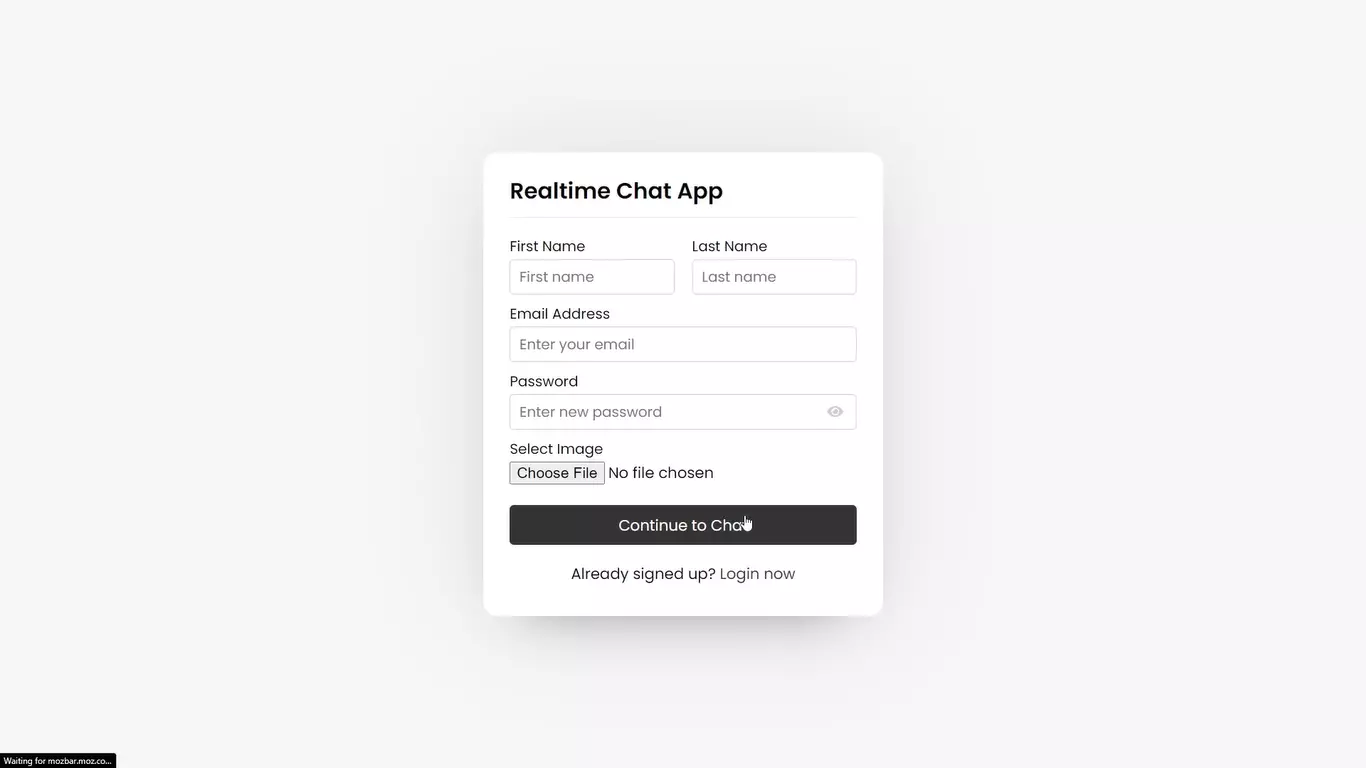 Realtime Chat App
First Name Last Name
First name Last name
Email Address
Enter your email
Password
Enter new password
Select Image
Choose File No file chosen
Continue to Cha
Already signed up? Login now
Waiting for mozbar.moz.co...